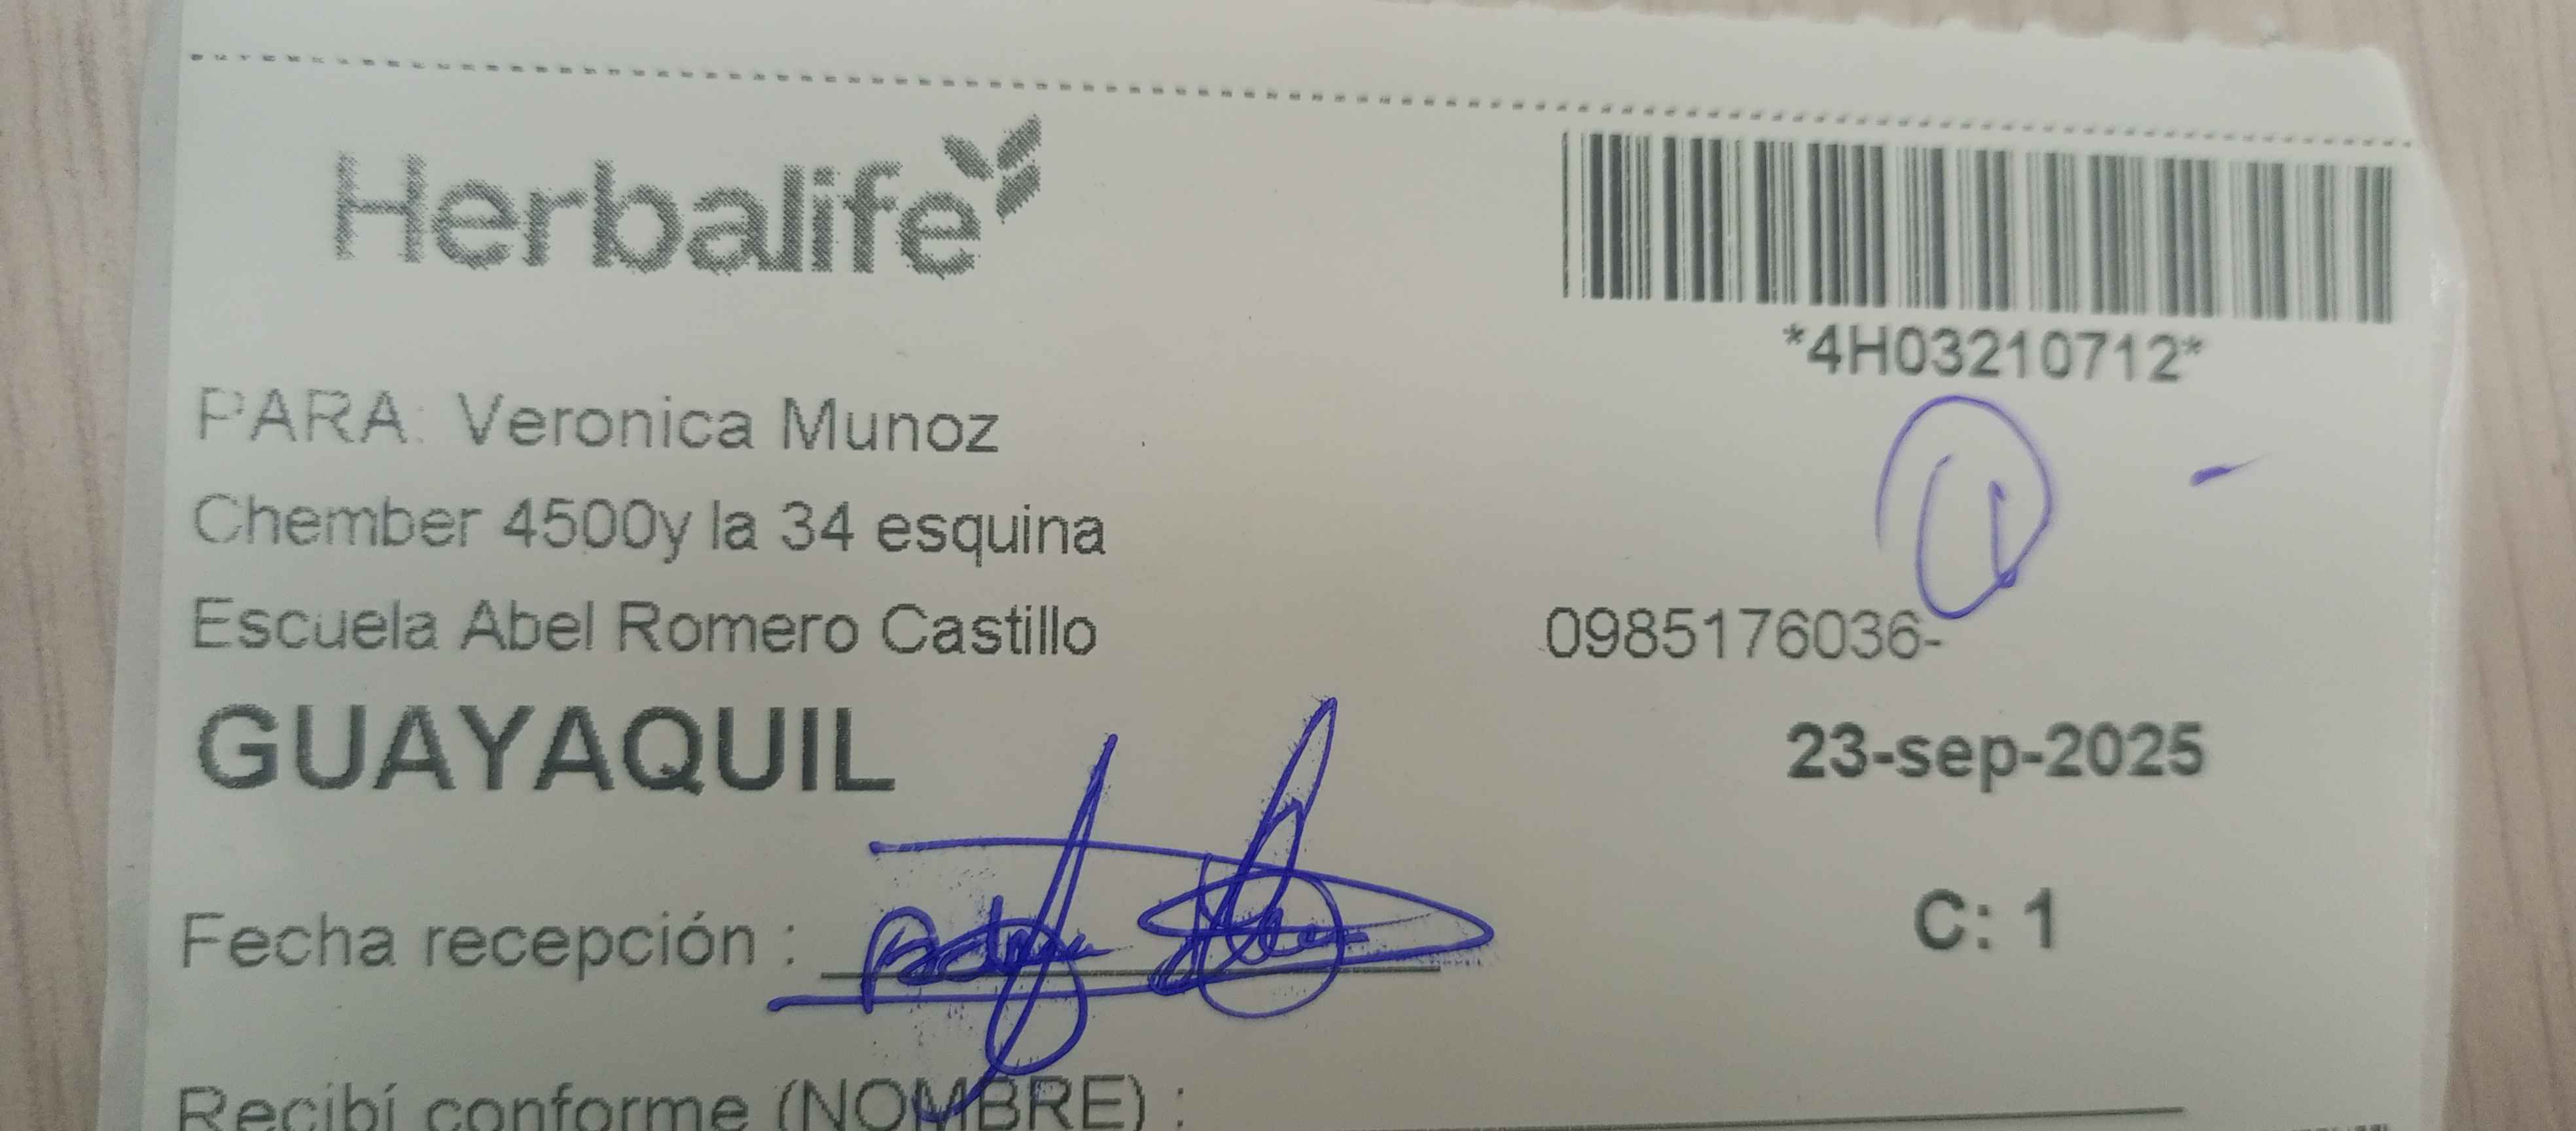 Herbalife
*4H03210712*
PARA: Veronica Munoz
Chember 4500y la 34 esquina
Escuela Abel Romero Castillo
0985176036-
GUAYAQUIL
23-sep-2025
Fecha recepción :
C: 1
Recibí conforme (NOMBRE) :